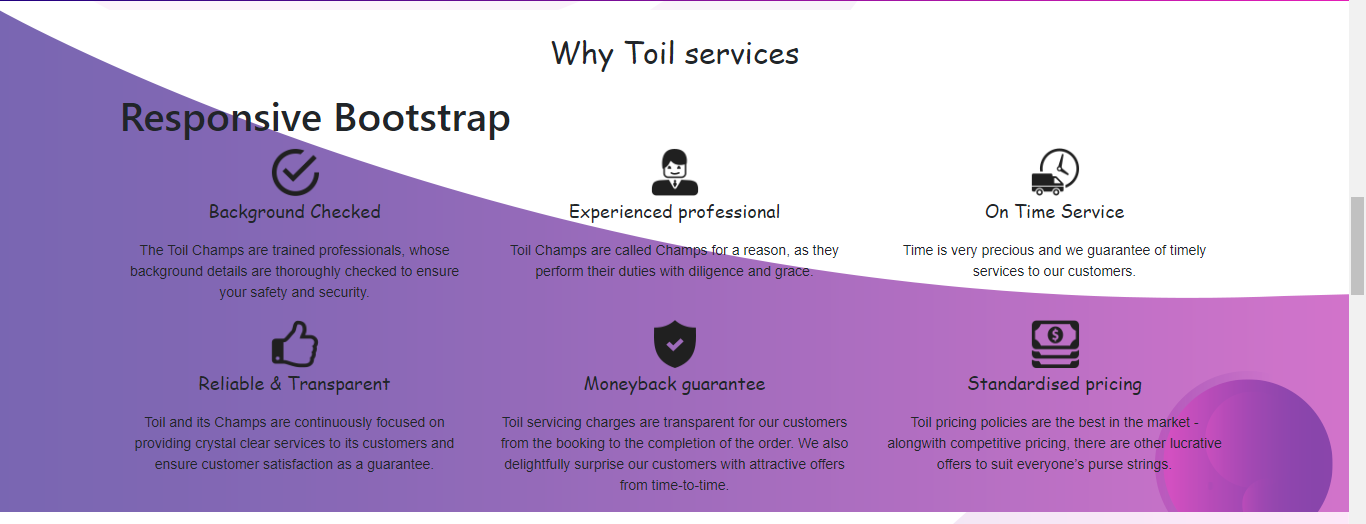 Why Toil services
Responsive Bootstrap
Background Checked
The Toil Champs are trained professionals, whose
background details are thoroughly checked to ensure
your safety and security.
Experienced professional
Toil Champs are called Champs for a reason, as they
perform their duties with diligence and grace.
On Time Service
Time is very precious and we guarantee of timely
services to our customers.
Reliable & Transparent
Toil and its Champs are continuously focused on
providing crystal clear services to its customers and
ensure customer satisfaction as a guarantee.
Moneyback guarantee
Toil servicing charges are transparent for our customers
from the booking to the completion of the order. We also
delightfully surprise our customers with attractive offers
from time-to-time.
Standardised pricing
Toil pricing policies are the best in the market -
alongwith competitive pricing, there are other lucrative
offers to suit everyone’s purse strings.